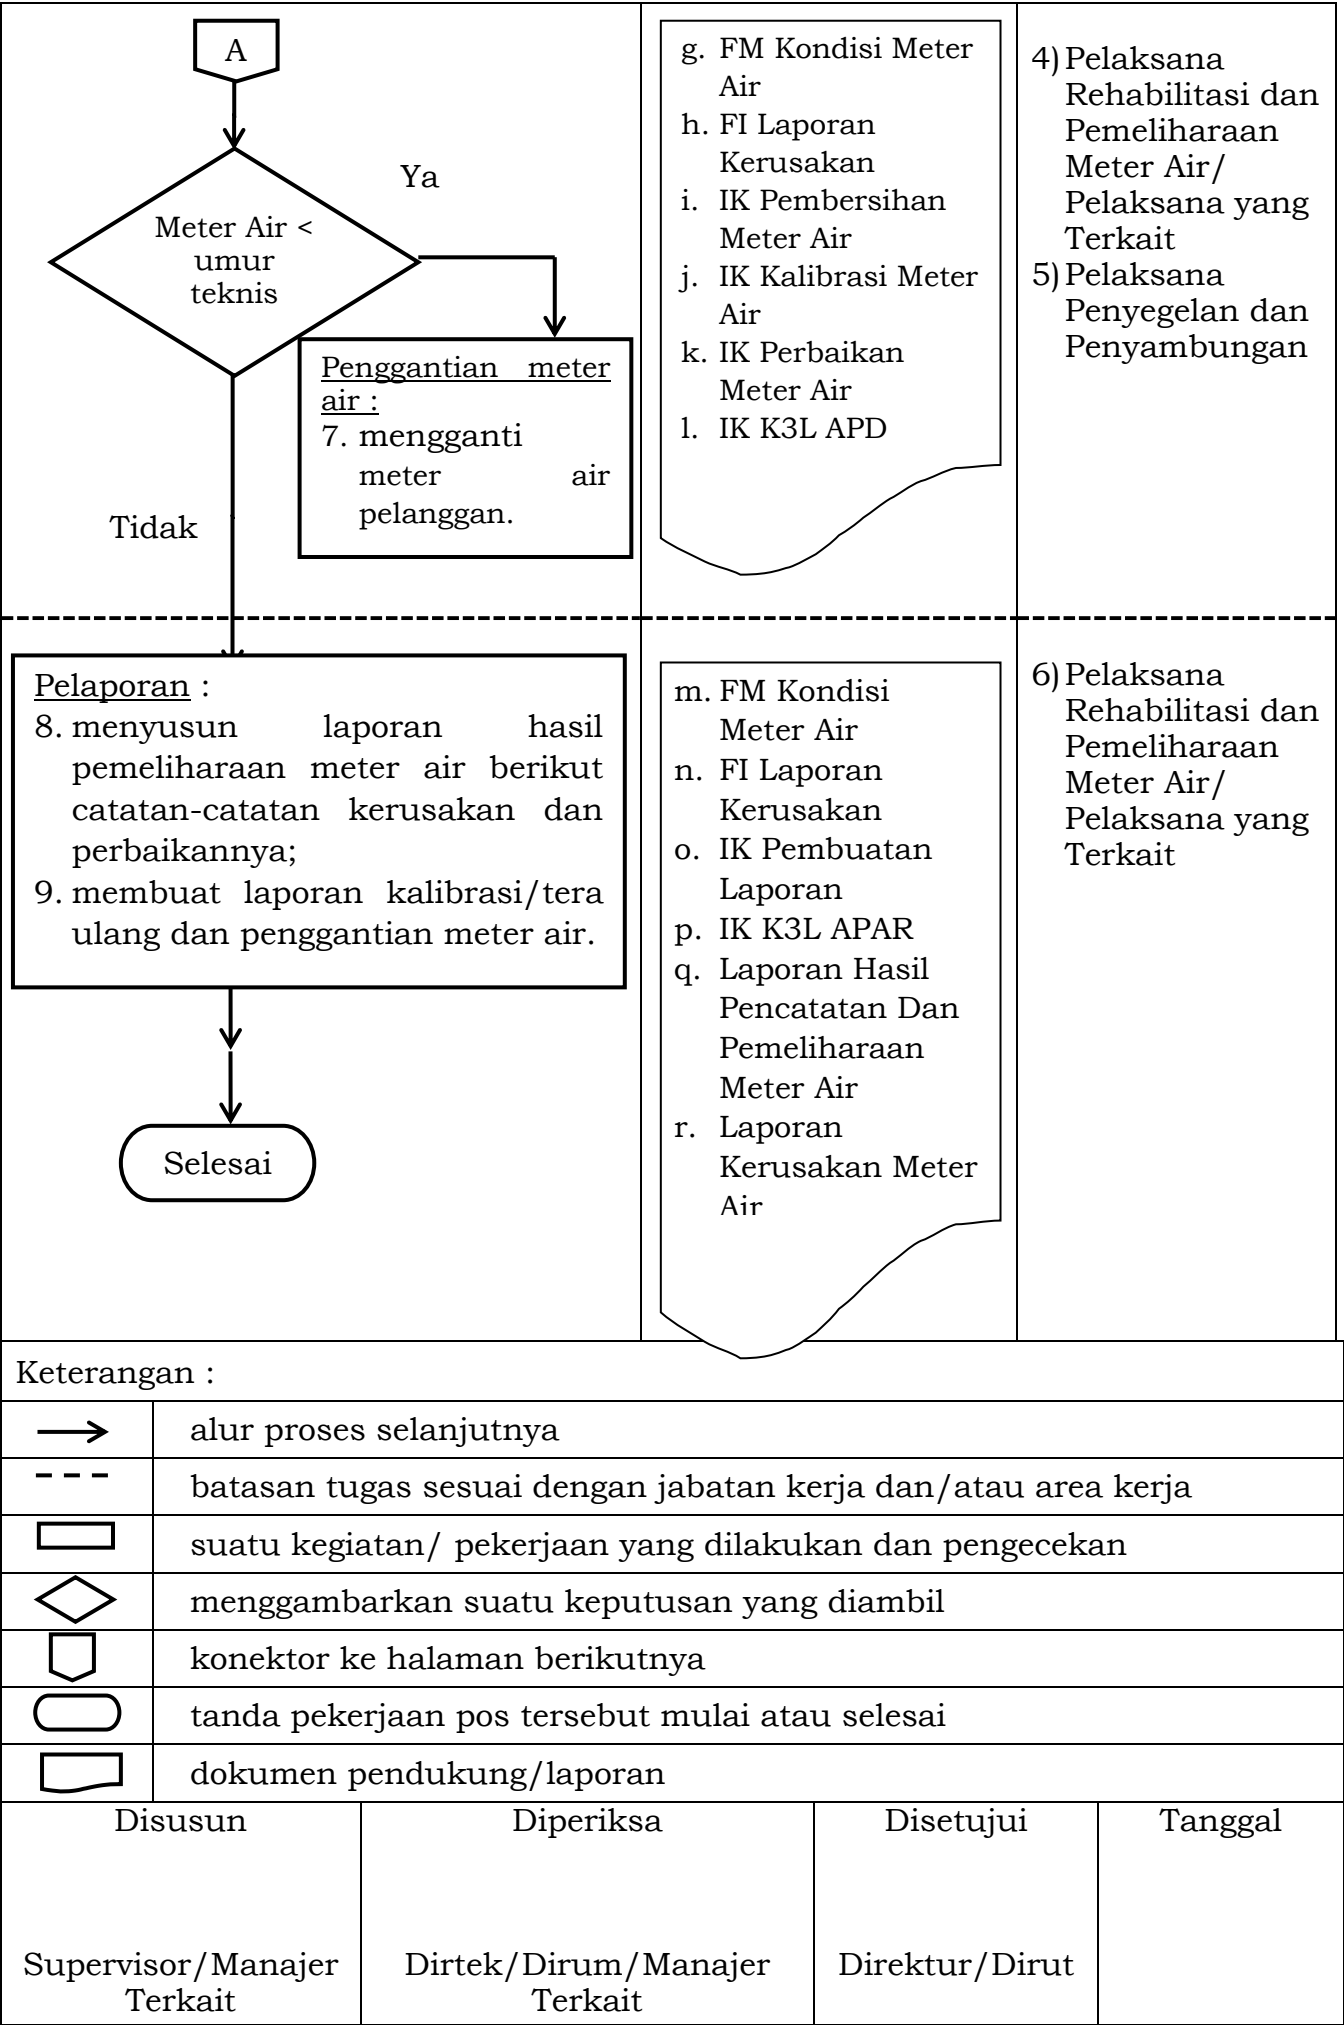 A
Ya
Meter Air <
umur
teknis
Penggantian meter
air :
7. mengganti
meter air
pelanggan.
Tidak
g. FM Kondisi Meter
Air
h. FI Laporan
Kerusakan
i. IK Pembersihan
Meter Air
j. IK Kalibrasi Meter
Air
k. IK Perbaikan
Meter Air
l. IK K3L APD
4) Pelaksana
Rehabilitasi dan
Pemeliharaan
Meter Air/
Pelaksana yang
Terkait
5) Pelaksana
Penyegelan dan
Penyambungan
Pelaporan :
8. menyusun laporan hasil
pemeliharaan meter air berikut
catatan-catatan kerusakan dan
perbaikannya;
9. membuat laporan kalibrasi/tera
ulang dan penggantian meter air.
Selesai
m. FM Kondisi
Meter Air
n. FI Laporan
Kerusakan
o. IK Pembuatan
Laporan
p. IK K3L APAR
q. Laporan Hasil
Pencatatan Dan
Pemeliharaan
Meter Air
r. Laporan
Kerusakan Meter
Air
6) Pelaksana
Rehabilitasi dan
Pemeliharaan
Meter Air/
Pelaksana yang
Terkait
Keterangan :
alur proses selanjutnya
batasan tugas sesuai dengan jabatan kerja dan/atau area kerja
suatu kegiatan/ pekerjaan yang dilakukan dan pengecekan
menggambarkan suatu keputusan yang diambil
konektor ke halaman berikutnya
tanda pekerjaan pos tersebut mulai atau selesai
dokumen pendukung/laporan
Disusun
Supervisor/Manajer
Terkait
Diperiksa
Dirtek/Dirum/Manajer
Terkait
Disetujui
Direktur/Dirut
Tanggal